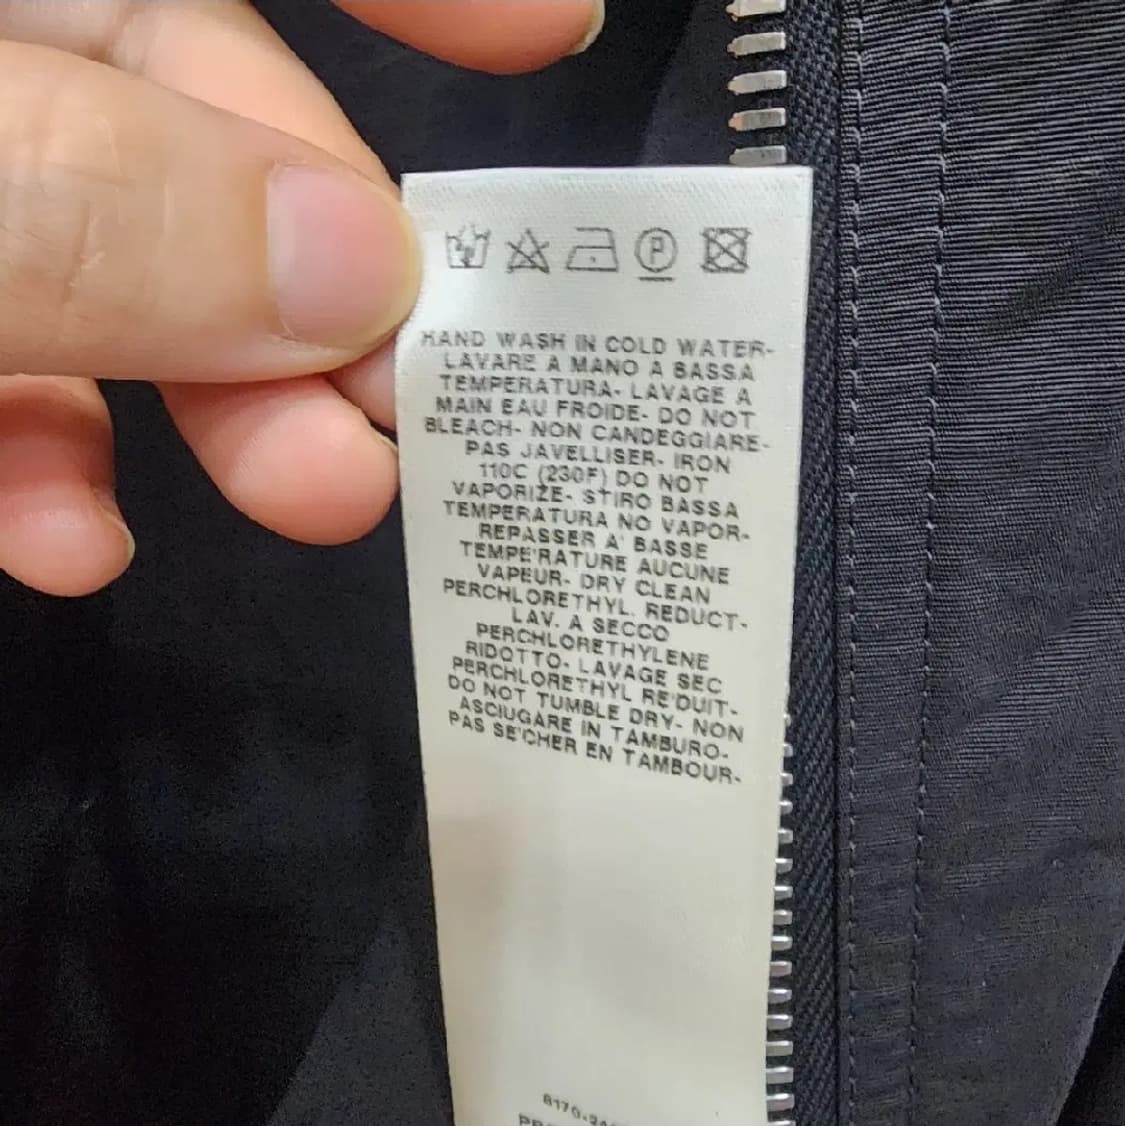 P
HAND WASH IN COLD WATER-
LAVARE A MANO A BASSA
TEMPERATURA- LAVAGE A
MAIN EAU FROIDE- DO NOT
BLEACH- NON CANDEGGIARE-
PAS JAVELLISER- IRON
110C (230F) DO NOT
VAPORIZE- STIRO BASSA
TEMPERATURA NO VAPOR-
REPASSER A' BASSE
TEMPE'RATURE AUCUNE
VAPEUR- DRY CLEAN
PERCHLORETHYL. REDUCT-
LAV. A SECCO
PERCHLORETHYLENE
RIDOTTO- LAVAGE SEC
PERCHLORETHYL RE'DUIT-
DO NOT TUMBLE DRY- NON
ASCIUGARE IN TAMBURO-
PAS SE'CHER EN TAMBOUR-